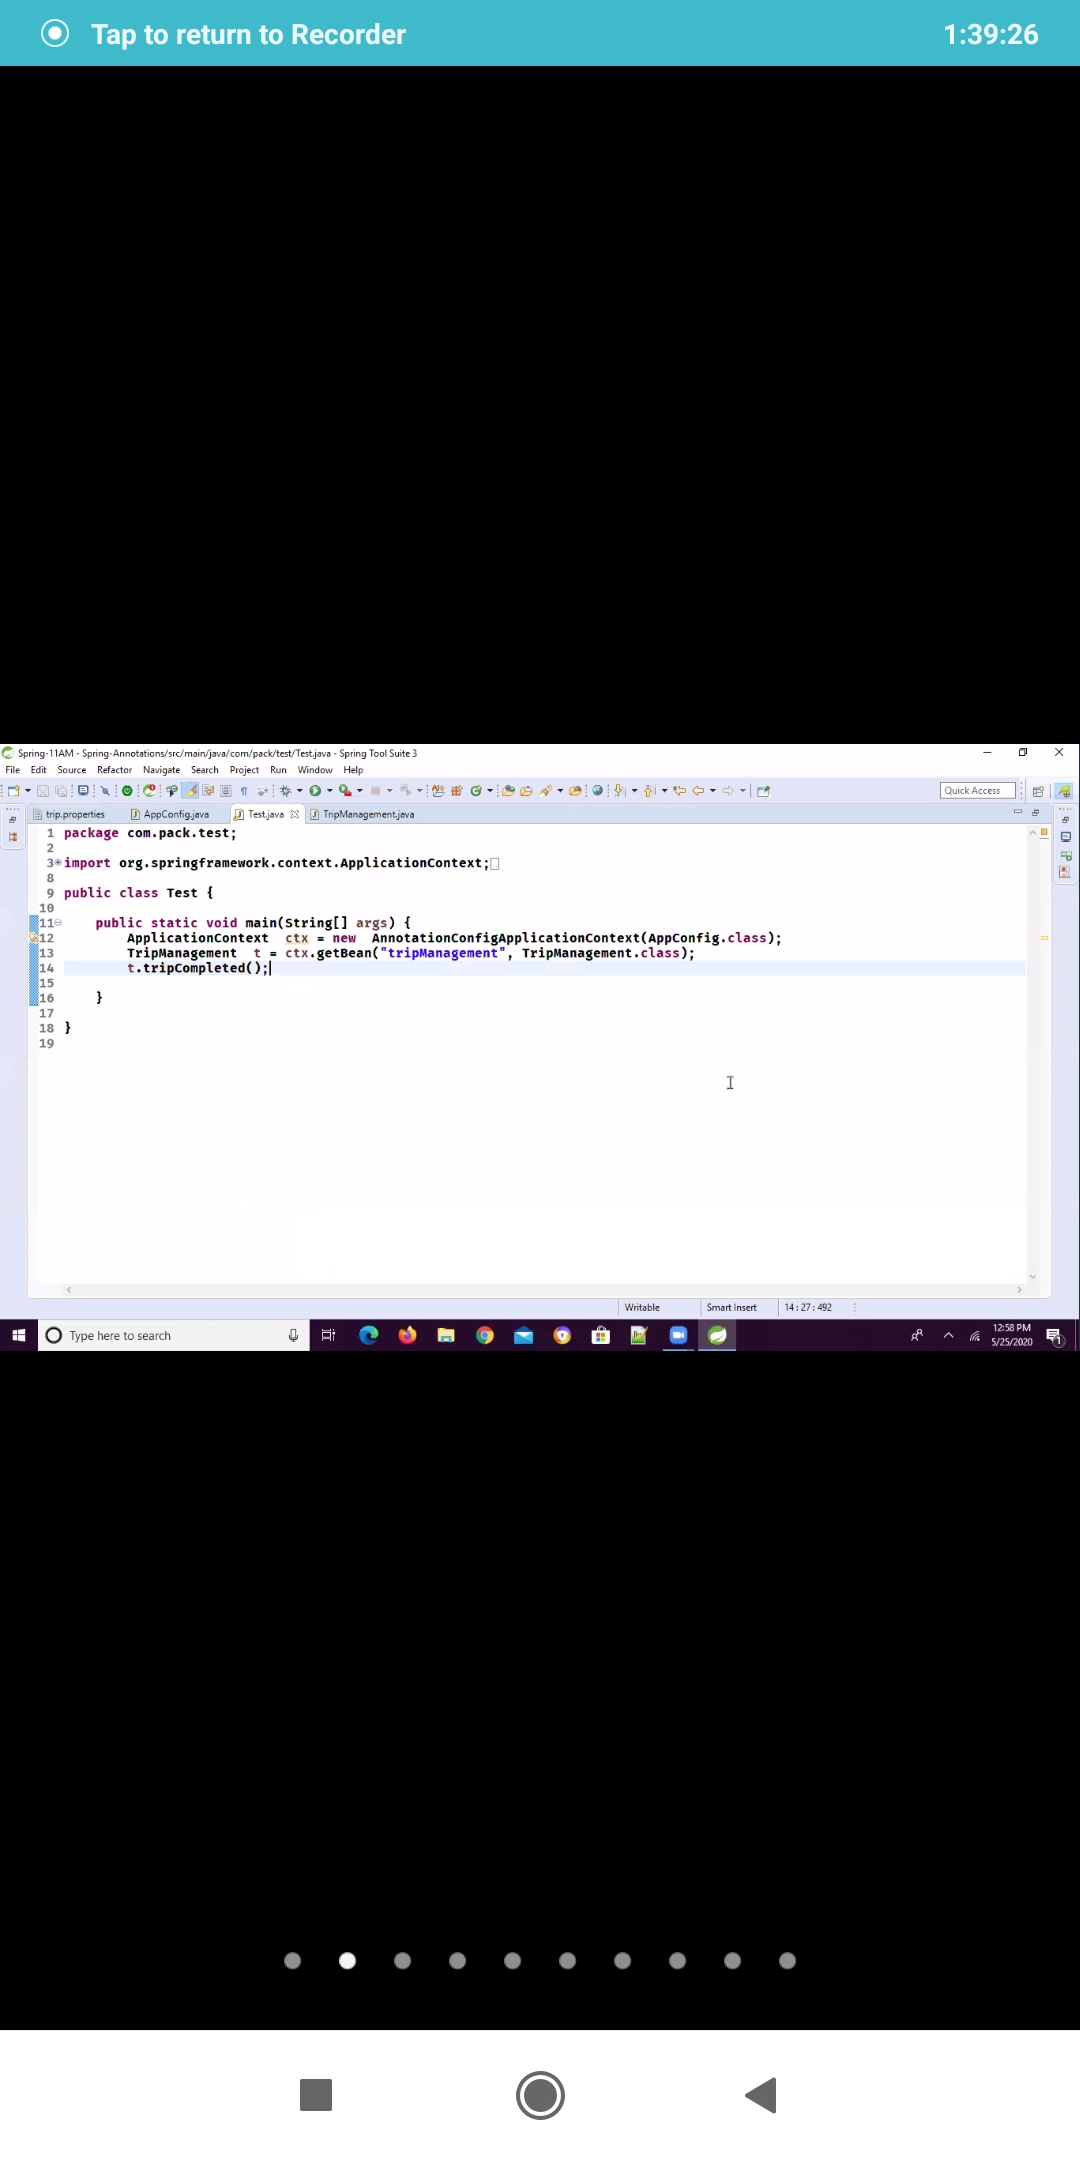 Tap to return to Recorder 1:39:26
Spring-11AM - Spring-Annotations/src/main/java/com/pack/test/Test.java - Spring Tool Suite 3
File Edit Source Refactor Navigate Search Project Run Window Help
Quick Access
trip.properties AppConfig.java Test.java TripManagement.java
1 package com.pack.test;
2
3 import org.springframework.context.ApplicationContext;
8
9 public class Test {
10
11 public static void main(String[] args) {
12 ApplicationContext ctx = new AnnotationConfigApplicationContext(AppConfig.class);
13 TripManagement t = ctx.getBean("tripManagement", TripManagement.class);
14 t.tripCompleted();
15
16 }
17
18 }
19
Writable Smart Insert 14 : 27 : 492
Type here to search
12:58 PM
5/25/2020
1